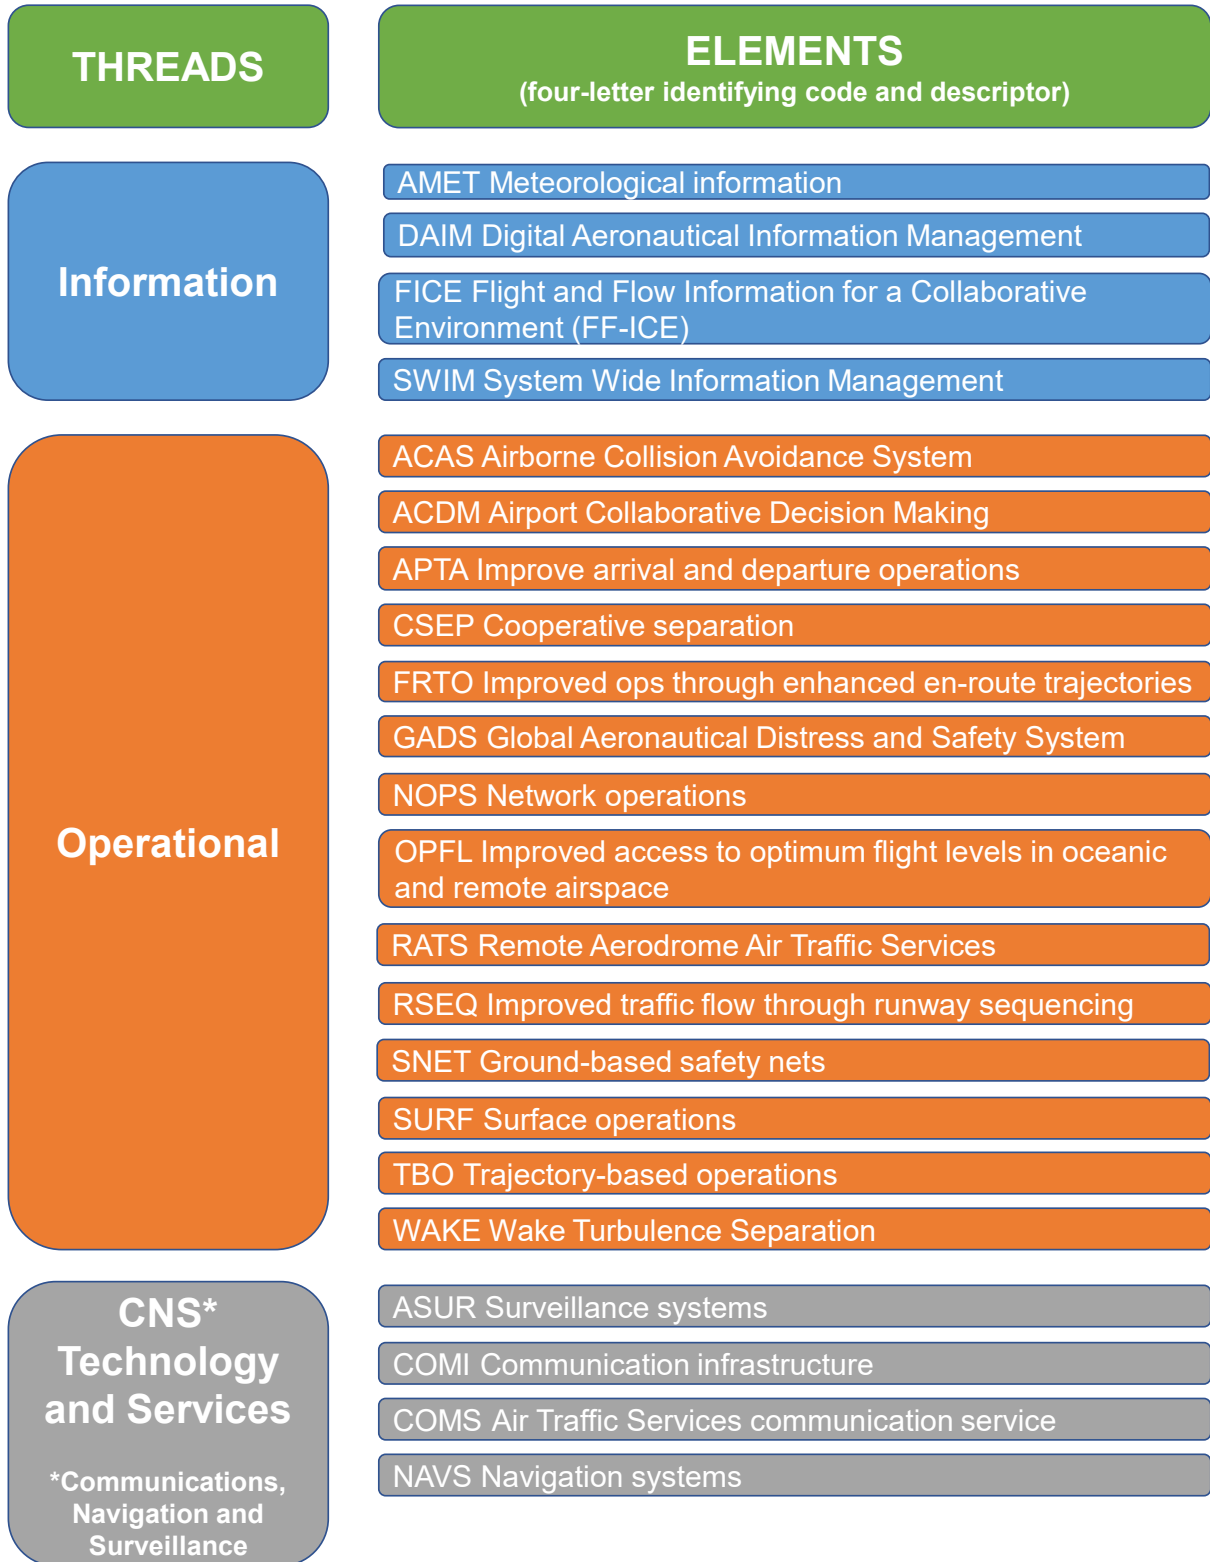 THREADS
ELEMENTS
(four-letter identifying code and descriptor)
Information
AMET Meteorological information
DAIM Digital Aeronautical Information Management
FICE Flight and Flow Information for a Collaborative
Environment (FF-ICE)
SWIM System Wide Information Management
Operational
ACAS Airborne Collision Avoidance System
ACDM Airport Collaborative Decision Making
APTA Improve arrival and departure operations
CSEP Cooperative separation
FRTO Improved ops through enhanced en-route trajectories
GADS Global Aeronautical Distress and Safety System
NOPS Network operations
OPFL Improved access to optimum flight levels in oceanic
and remote airspace
RATS Remote Aerodrome Air Traffic Services
RSEQ Improved traffic flow through runway sequencing
SNET Ground-based safety nets
SURF Surface operations
TBO Trajectory-based operations
WAKE Wake Turbulence Separation
CNS*
Technology
and Services
*Communications,
Navigation and
Surveillance
ASUR Surveillance systems
COMI Communication infrastructure
COMS Air Traffic Services communication service
NAVS Navigation systems